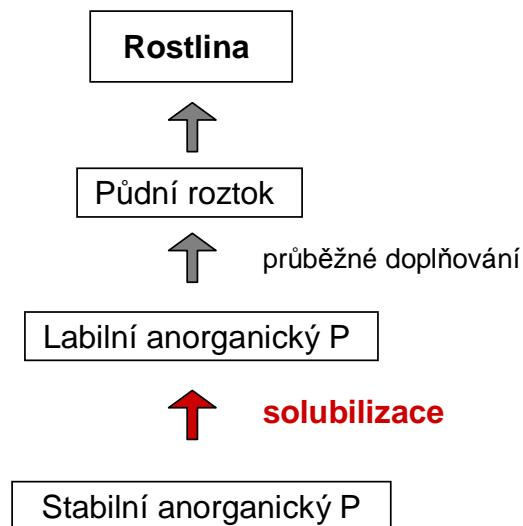 Rostlina
Půdní roztok
průběžné doplňování
Labilní anorganický P
solubilizace
Stabilní anorganický P